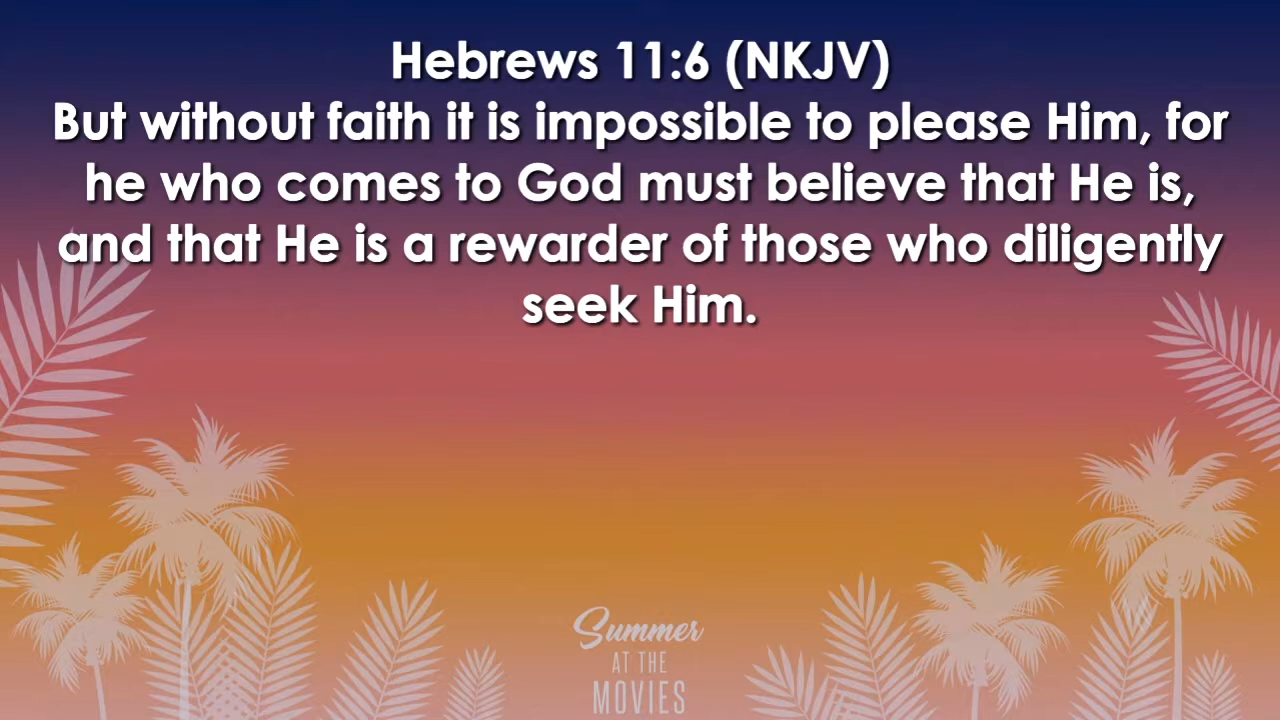 Hebrews 11:6 (NKJV)
But without faith it is impossible to please Him, for
he who comes to God must believe that He is,
and that He is a rewarder of those who diligently
seek Him.
Summer
AT THE
MOVIES